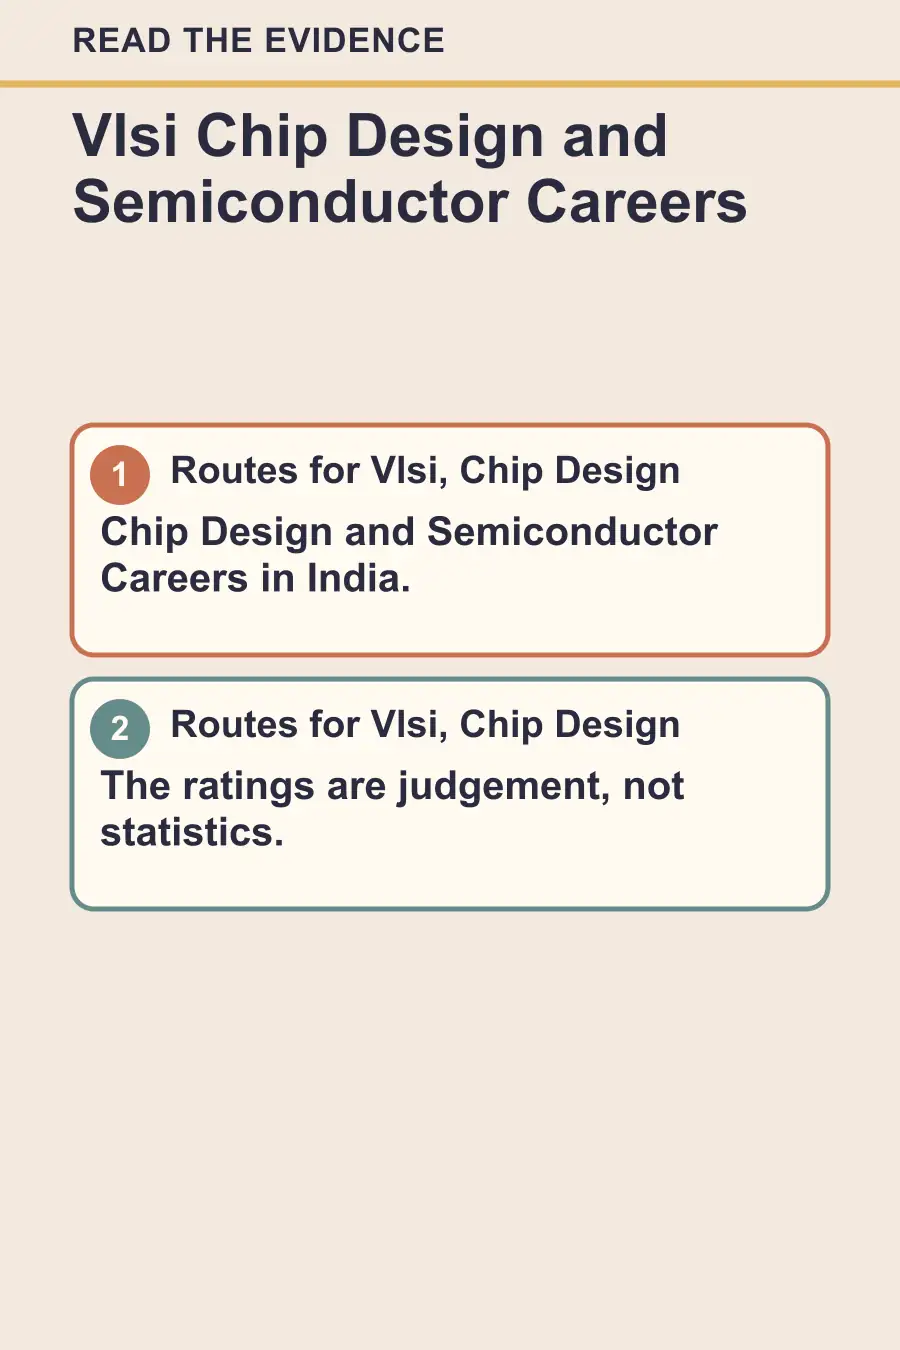 READ THE EVIDENCE
Vlsi Chip Design and
Semiconductor Careers
1 Routes for Vlsi, Chip Design
Chip Design and Semiconductor
Careers in India.
2 Routes for Vlsi, Chip Design
The ratings are judgement, not
statistics.